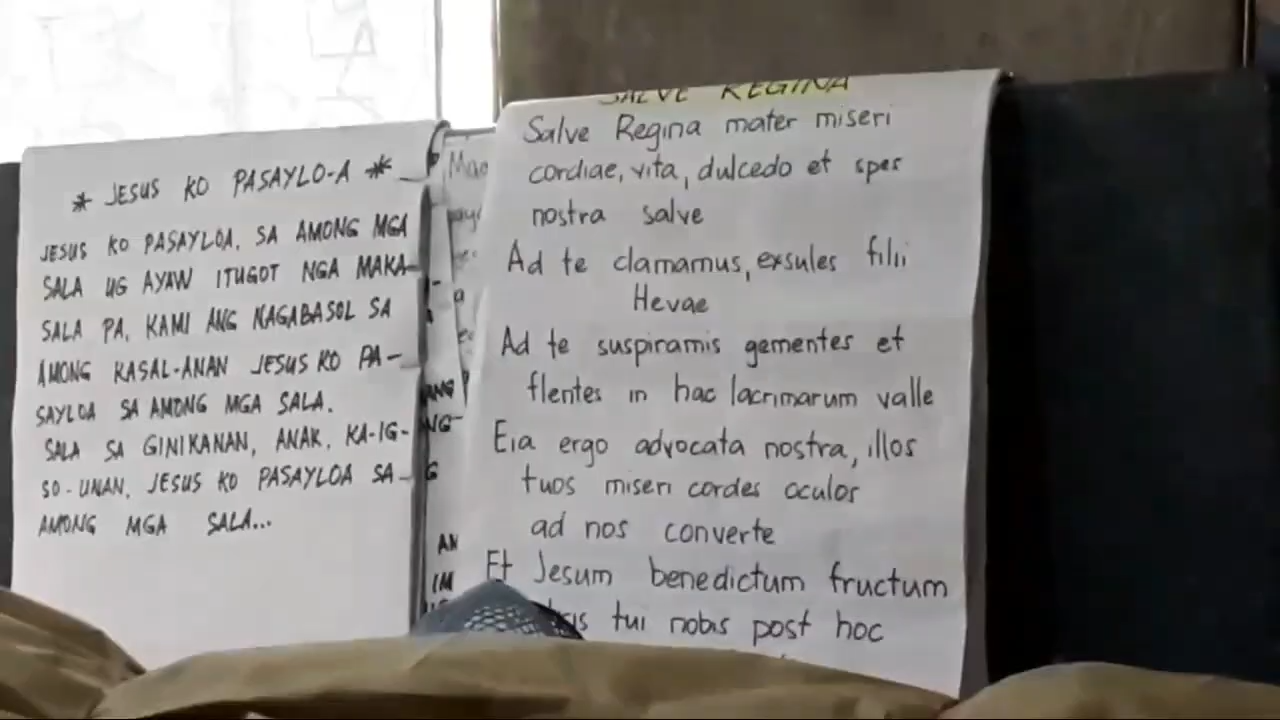 * JESUS KO PASAYLO-A *
JESUS KO PASAYLOA, SA AMONG MGA
SALA UG AYAW ITUGOT NGA MAKA-
SALA PA, KAMI ANG NAGABASOL SA
AMONG KASAL-ANAN JESUS KO PA-
SAYLOA SA AMONG MGA SALA.
SALA SA GINIKANAN, ANAK, KA-IG-
SO-UNAN, JESUS KO PASAYLOA SA
AMONG MGA SALA...
SALVE REGINA
Salve Regina mater miseri
cordiae, vita, dulcedo et spes
nostra salve
Ad te clamamus, exsules filii
Hevae
Ad te suspiramis gementes et
flentes in hac lacrimarum valle
Eia ergo advocata nostra, illos
tuos miseri cordes oculos
ad nos converte
Et Jesum benedictum fructum
tui nobis post hoc